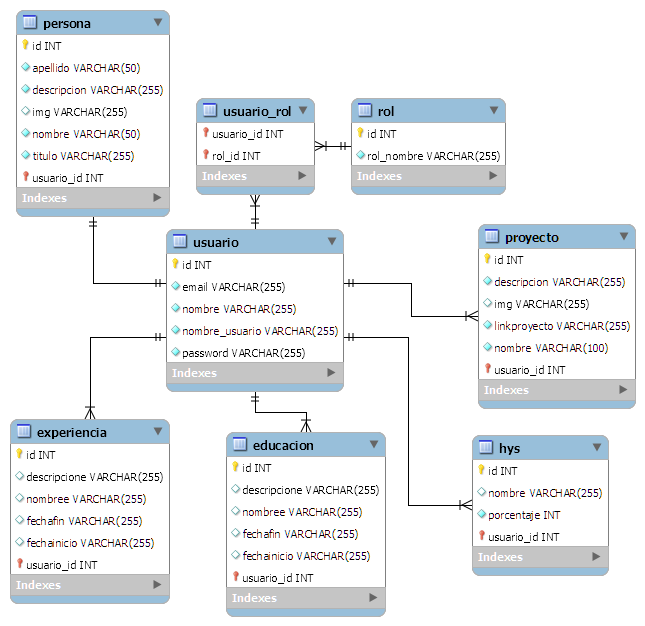 persona
id INT
apellido VARCHAR(50)
descripcion VARCHAR(255)
img VARCHAR(255)
nombre VARCHAR(50)
titulo VARCHAR(255)
usuario_id INT
Indexes
usuario_rol
usuario_id INT
rol_id INT
Indexes
rol
id INT
rol_nombre VARCHAR(255)
Indexes
usuario
id INT
email VARCHAR(255)
nombre VARCHAR(255)
nombre_usuario VARCHAR(255)
password VARCHAR(255)
Indexes
proyecto
id INT
descripcion VARCHAR(255)
img VARCHAR(255)
linkproyecto VARCHAR(255)
nombre VARCHAR(100)
usuario_id INT
Indexes
experiencia
id INT
descripcione VARCHAR(255)
nombree VARCHAR(255)
fechafin VARCHAR(255)
fechainicio VARCHAR(255)
usuario_id INT
Indexes
educacion
id INT
descripcione VARCHAR(255)
nombree VARCHAR(255)
fechafin VARCHAR(255)
fechainicio VARCHAR(255)
usuario_id INT
Indexes
hys
id INT
nombre VARCHAR(255)
porcentaje INT
usuario_id INT
Indexes